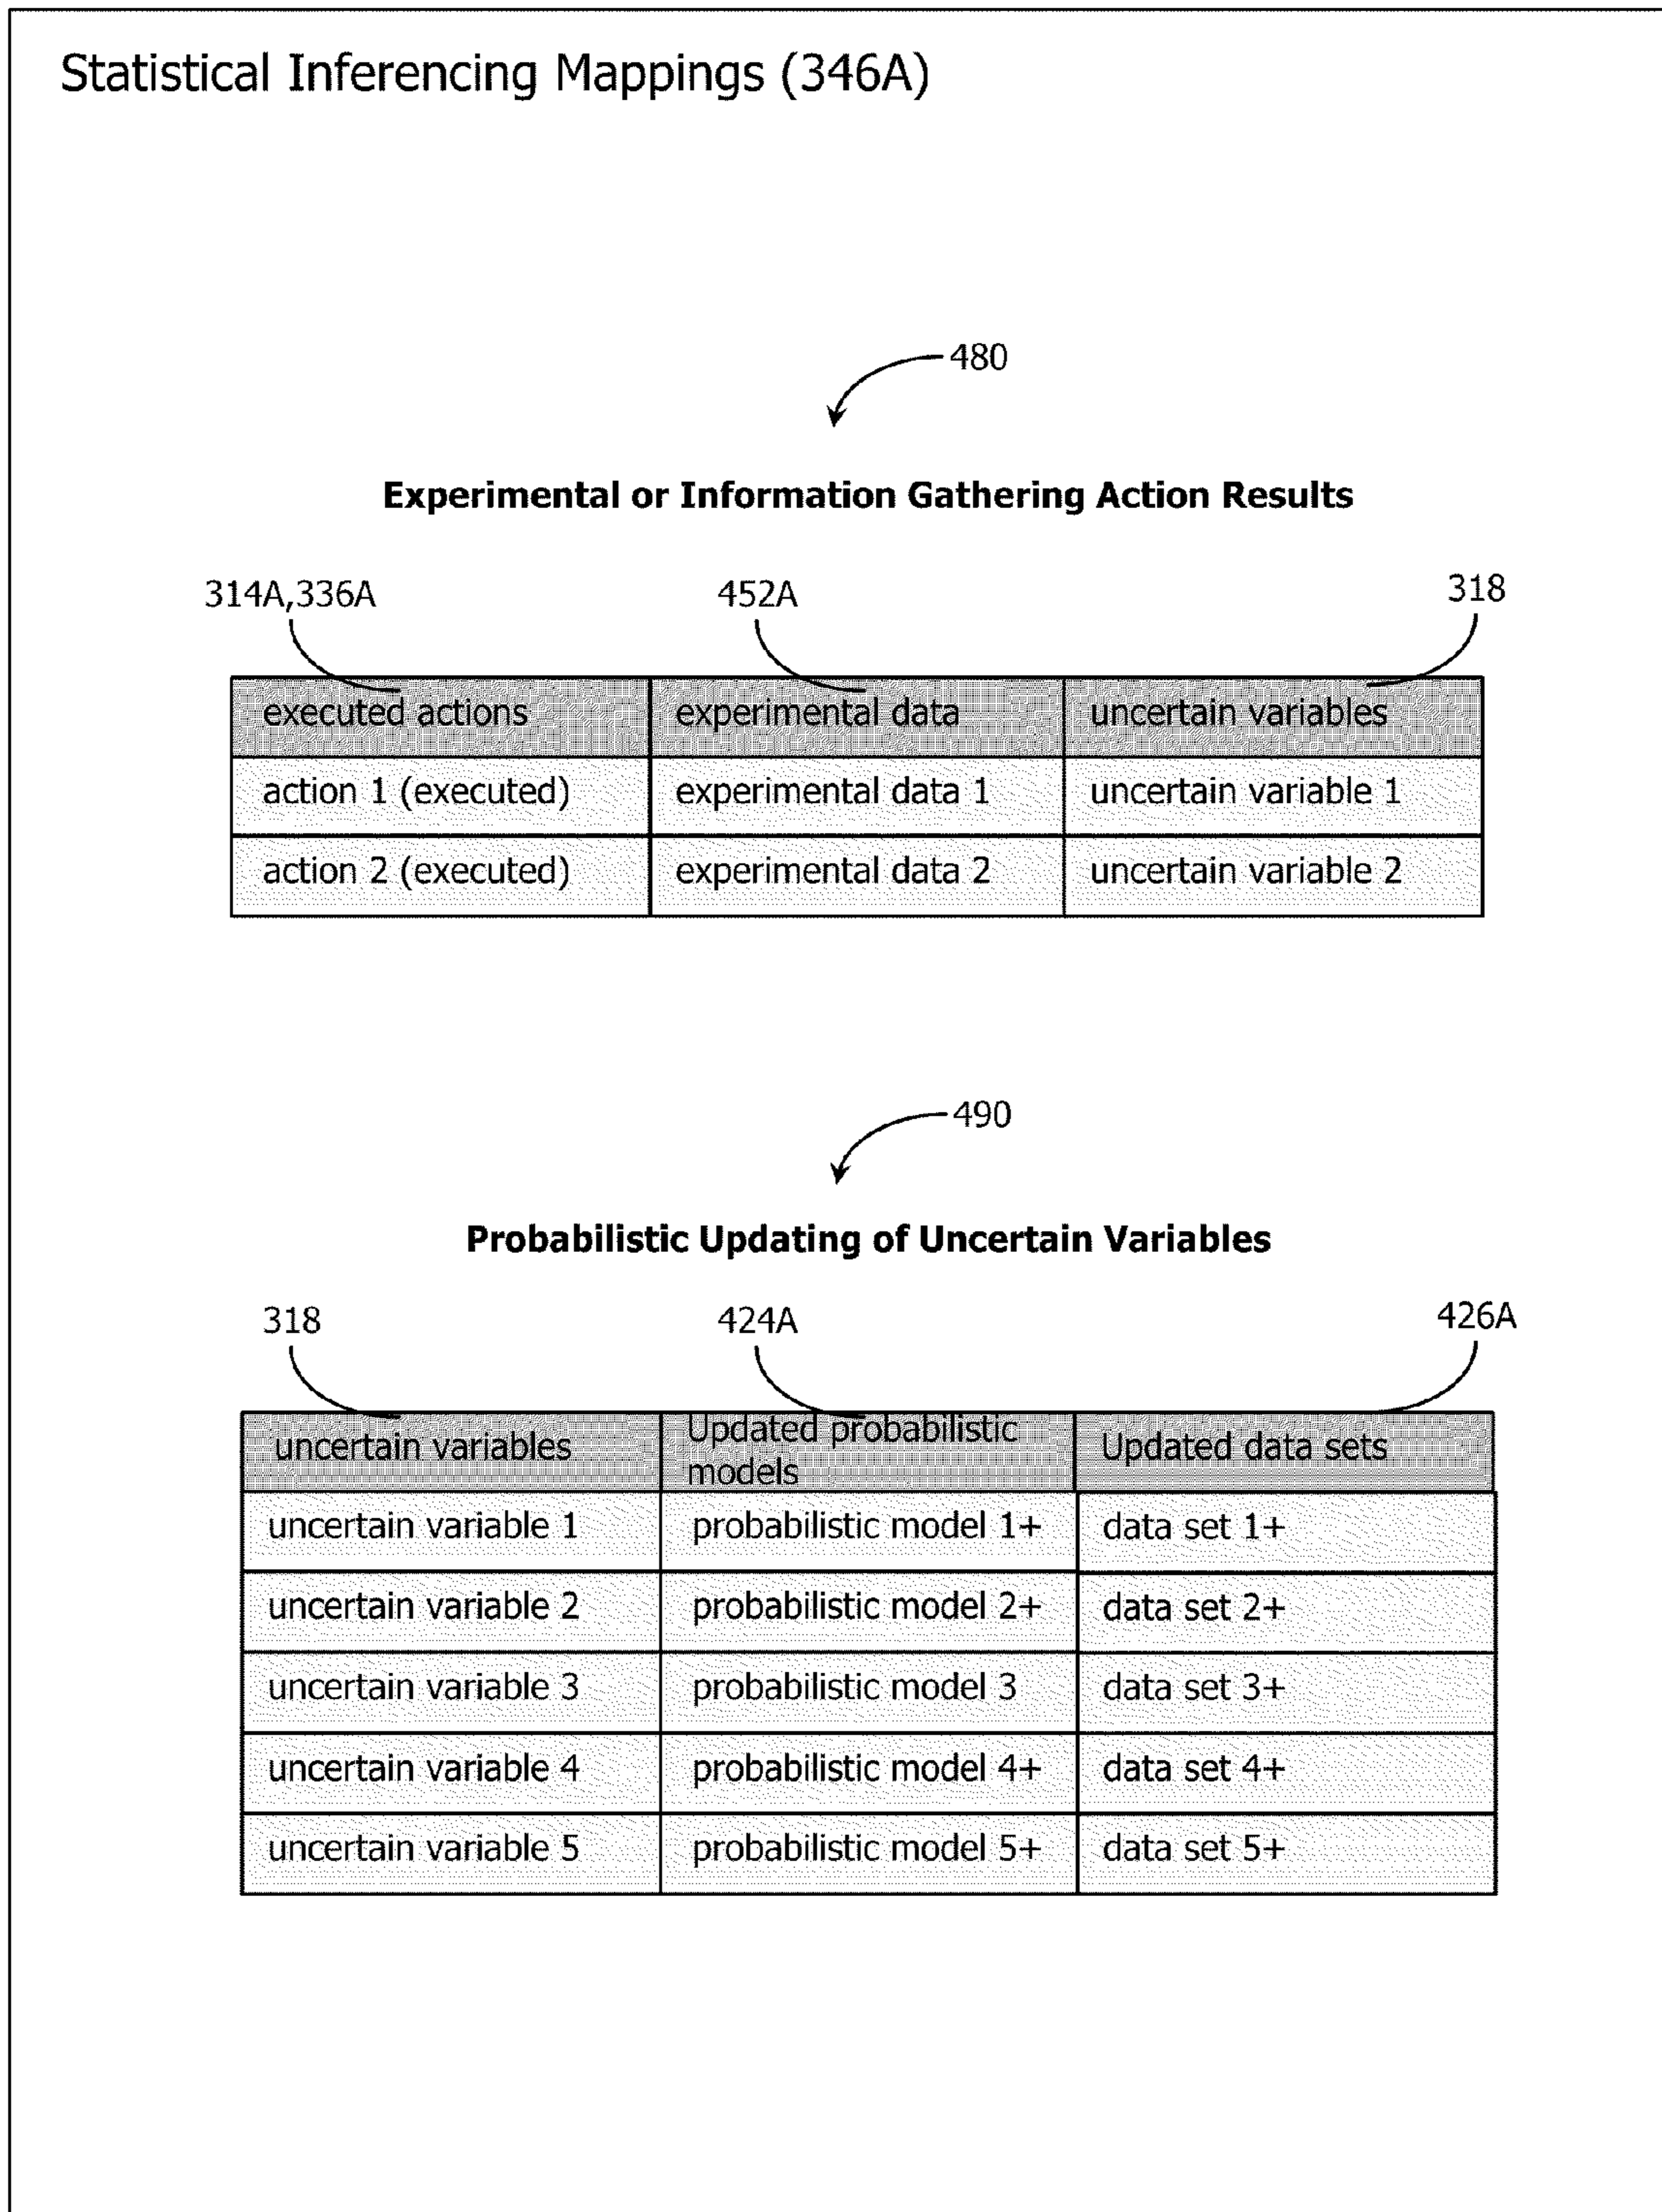 Statistical Inferencing Mappings (346A)
480
Experimental or Information Gathering Action Results
314A,336A 452A 318
executed actions experimental data uncertain variables
action 1 (executed) experimental data 1 uncertain variable 1
action 2 (executed) experimental data 2 uncertain variable 2
490
Probabilistic Updating of Uncertain Variables
318 424A 426A
uncertain variables Updated probabilistic models Updated data sets
uncertain variable 1 probabilistic model 1+ data set 1+
uncertain variable 2 probabilistic model 2+ data set 2+
uncertain variable 3 probabilistic model 3 data set 3+
uncertain variable 4 probabilistic model 4+ data set 4+
uncertain variable 5 probabilistic model 5+ data set 5+